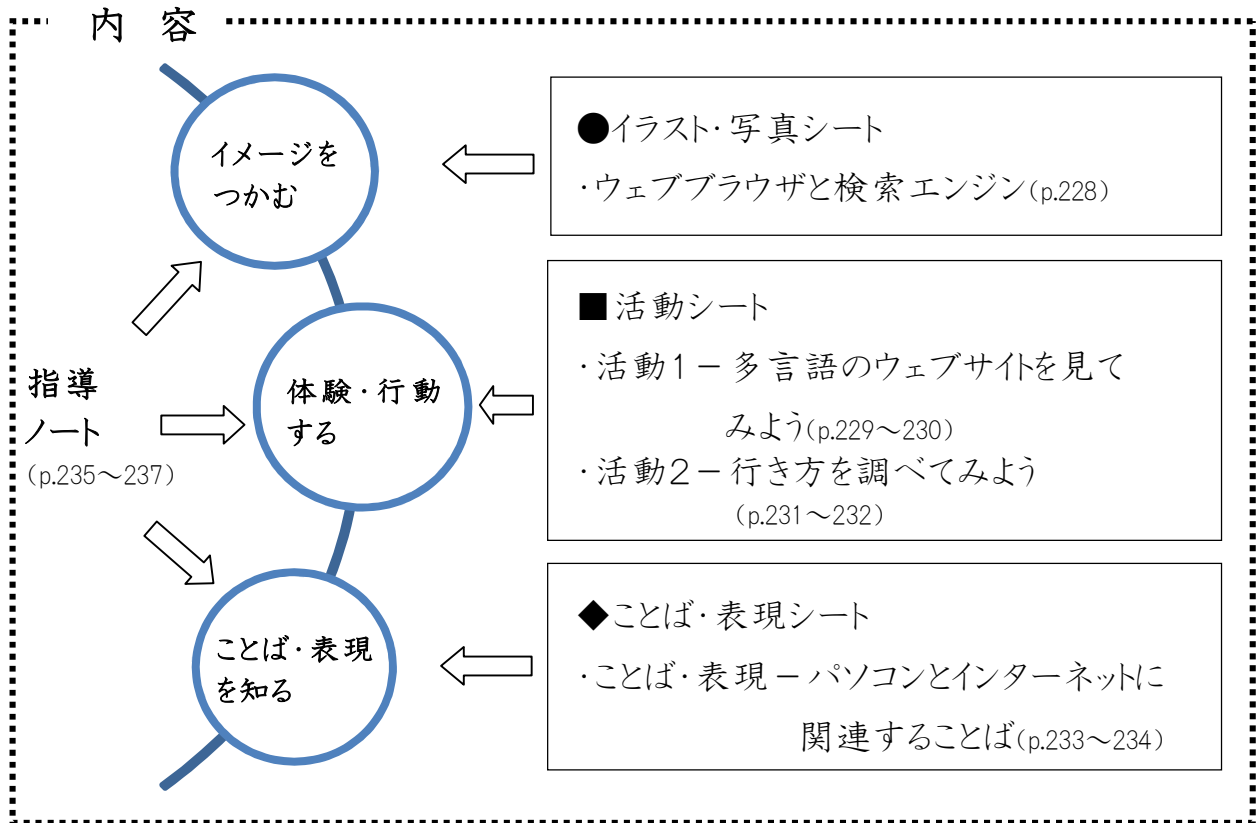 内 容
イメージを
つかむ
●イラスト・写真シート
・ウェブブラウザと検索エンジン(p.228)
指導
ノート
(p.235～237)
体験・行動
する
■活動シート
・活動1－多言語のウェブサイトを見て
みよう(p.229～230)
・活動2－行き方を調べてみよう
(p.231～232)
ことば・表現
を知る
◆ことば・表現シート
・ことば・表現－パソコンとインターネットに
関連することば(p.233～234)